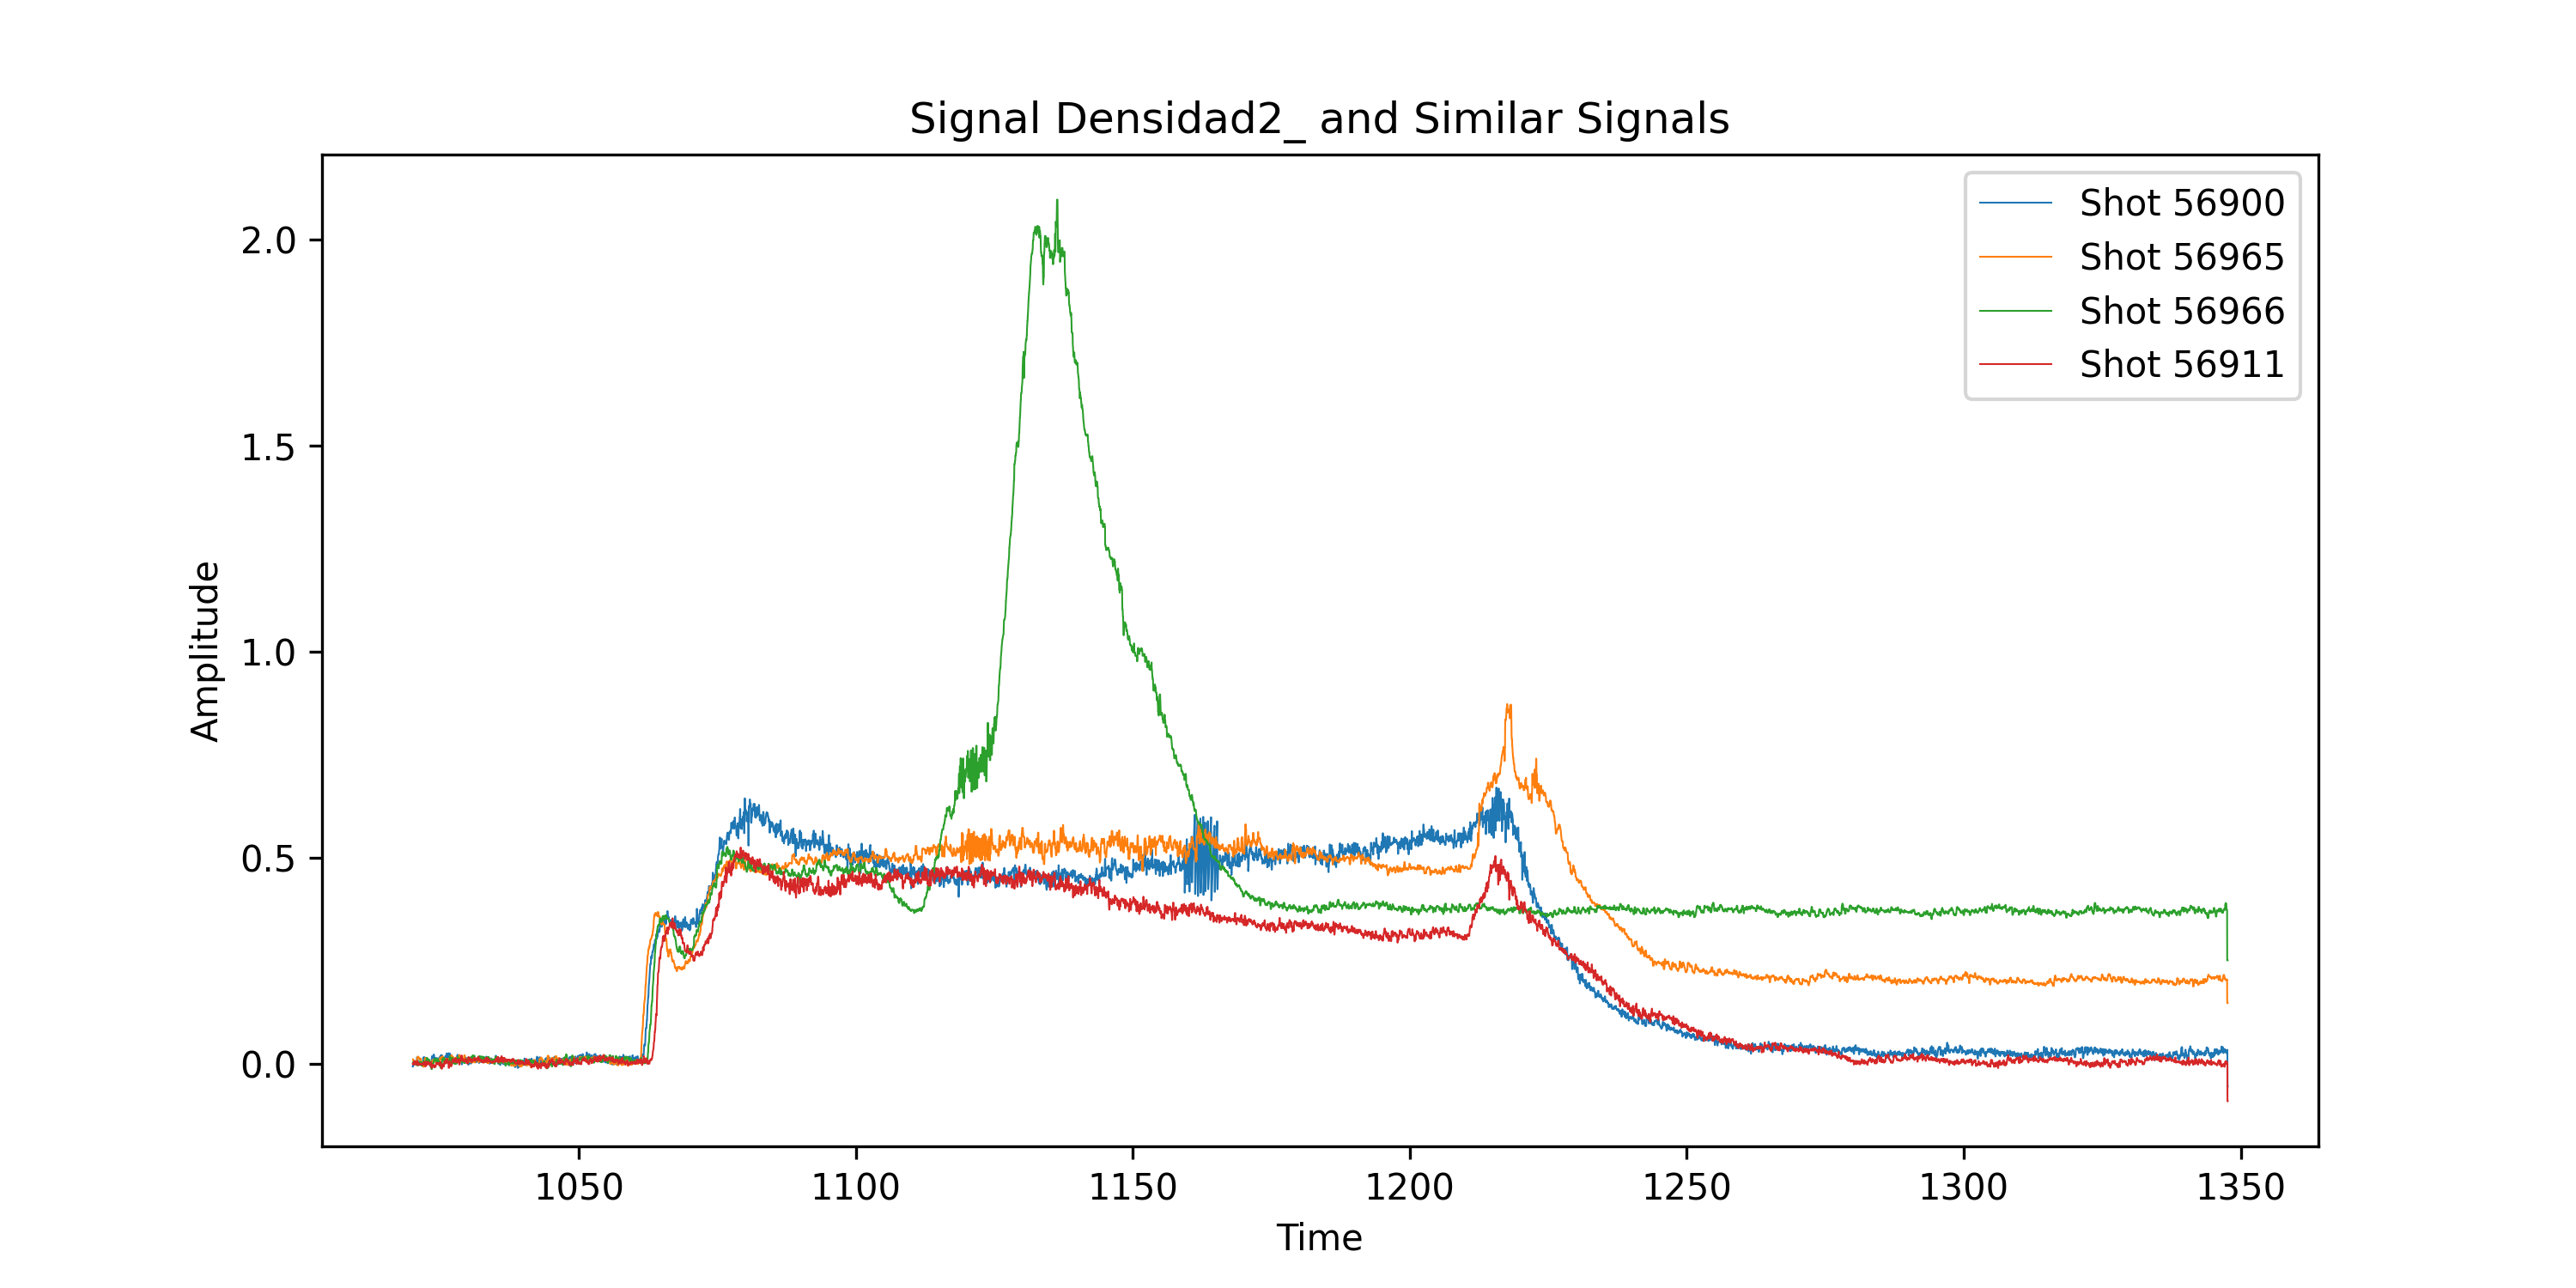 Signal Densidad2_ and Similar Signals
Shot 56900
Shot 56965
Shot 56966
Shot 56911
Amplitude
2.0
1.5
1.0
0.5
0.0
1050 1100 1150 1200 1250 1300 1350
Time